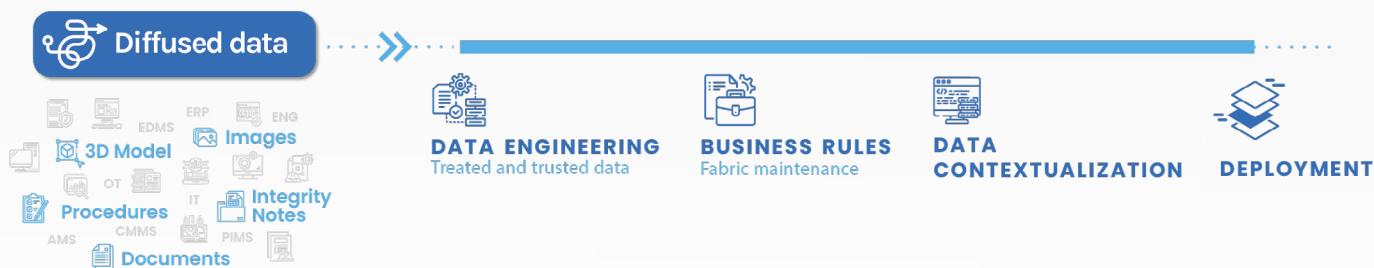 Diffused data
ERP
EDMS
ENG
Images
3D Model
OT
IT
Integrity
Notes
Procedures
AMS
CMMS
PIMS
Documents
DATA ENGINEERING
Treated and trusted data
BUSINESS RULES
Fabric maintenance
DATA
CONTEXTUALIZATION
DEPLOYMENT